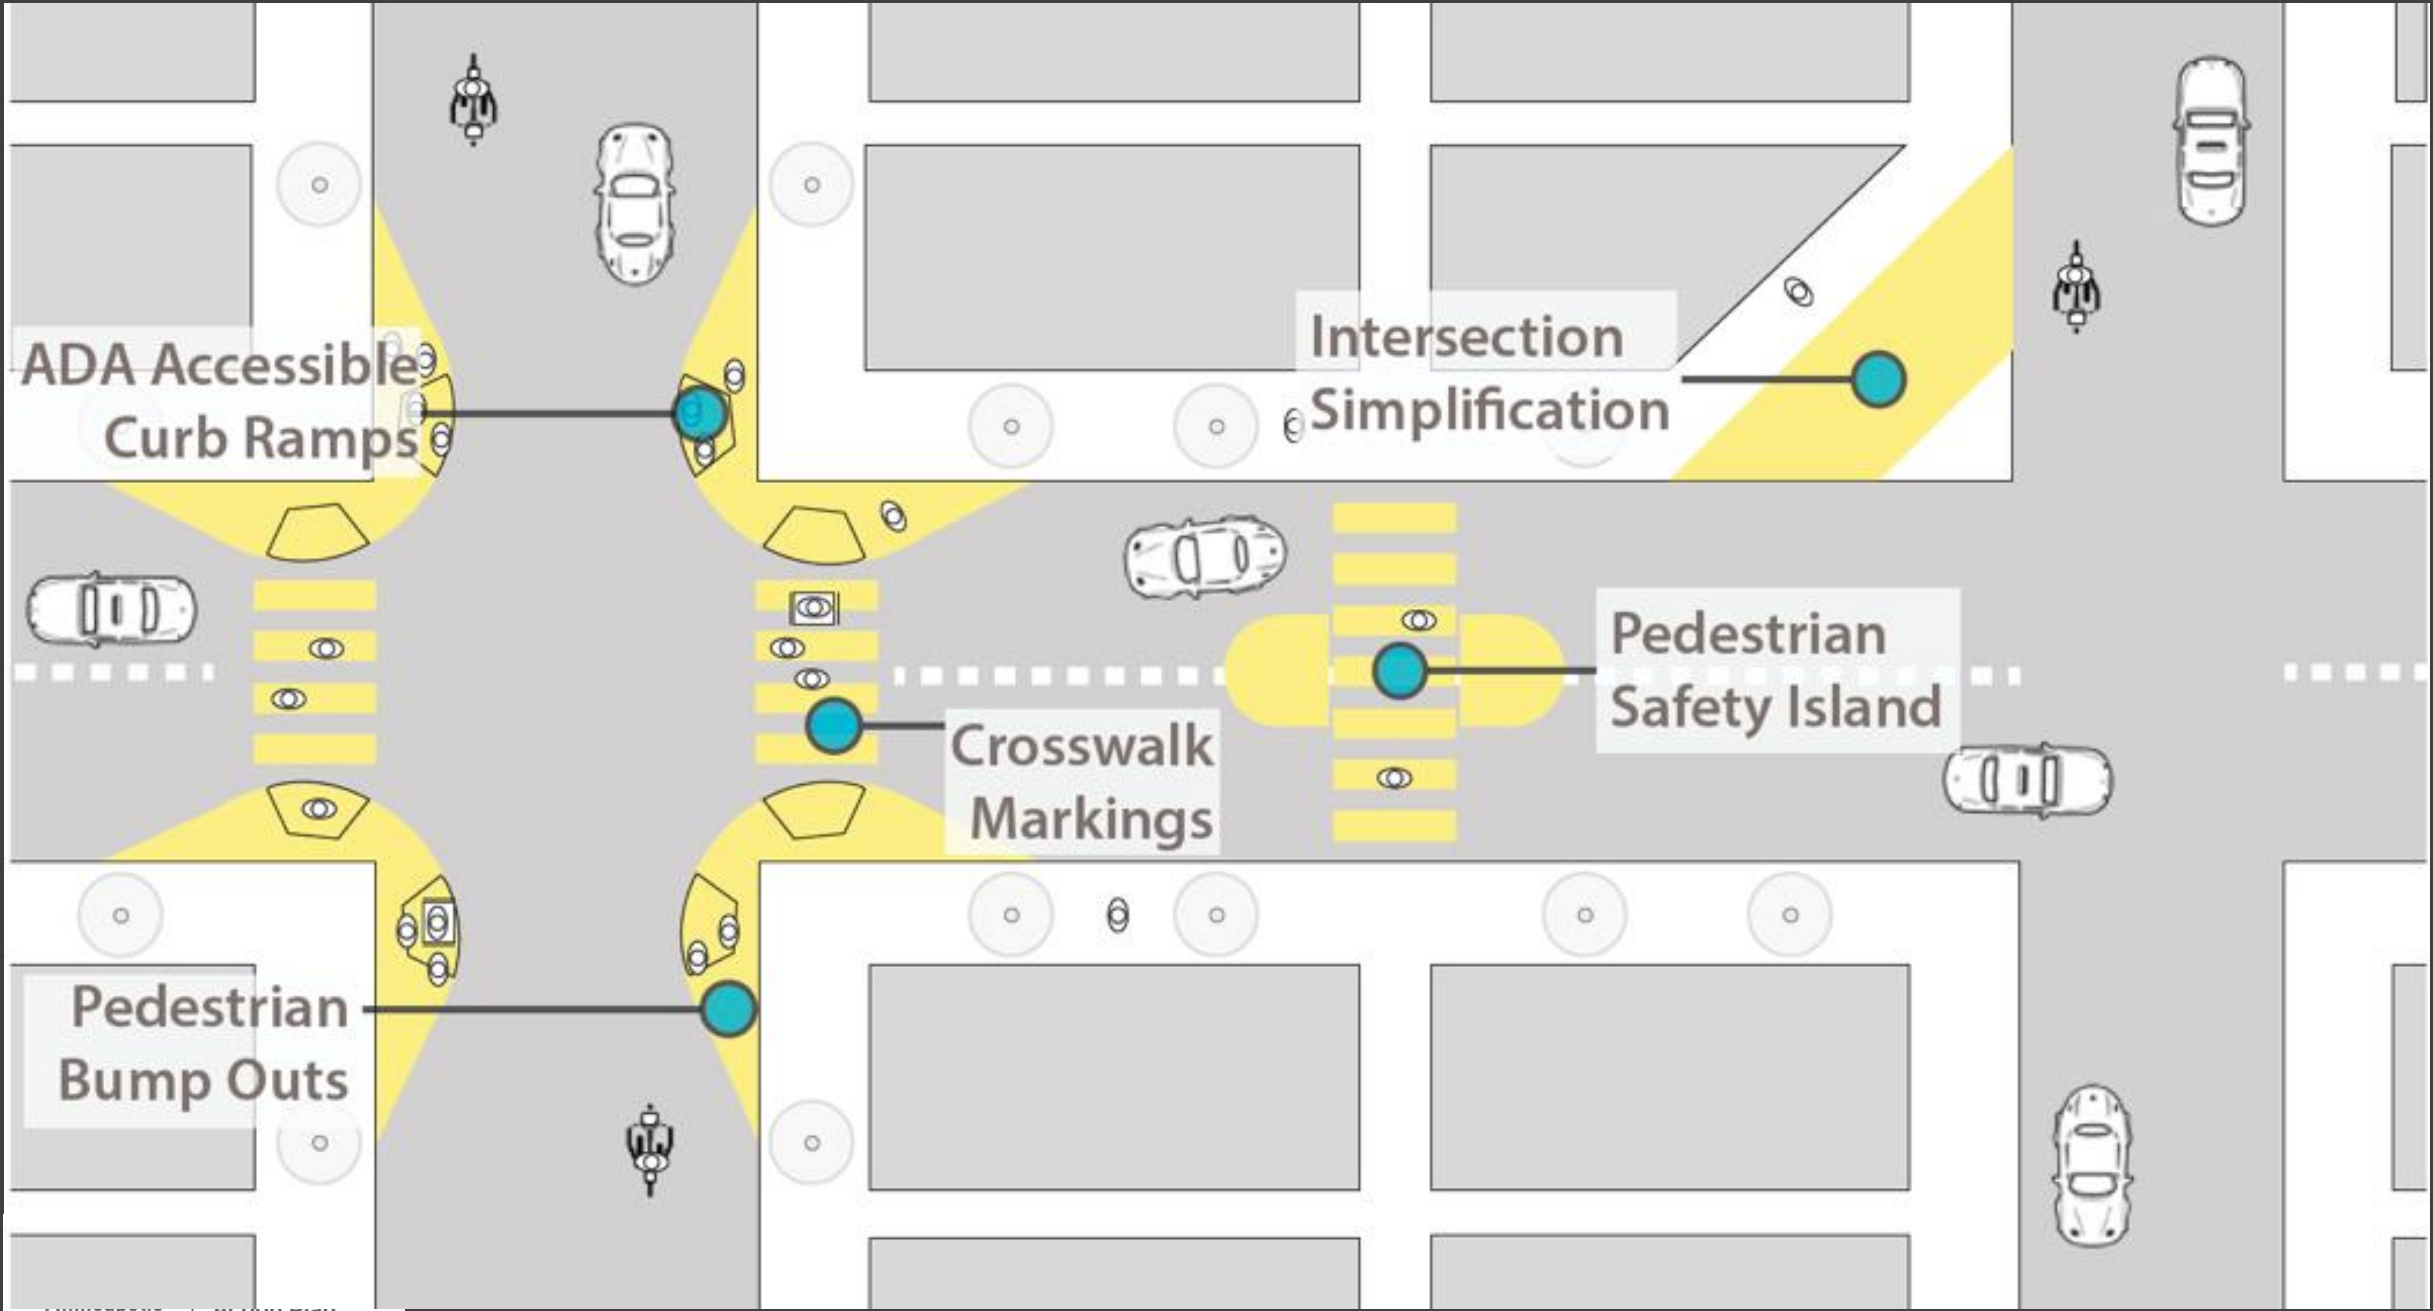 ADA Accessible
Curb Ramps
Intersection
Simplification
Pedestrian
Safety Island
Crosswalk
Markings
Pedestrian
Bump Outs